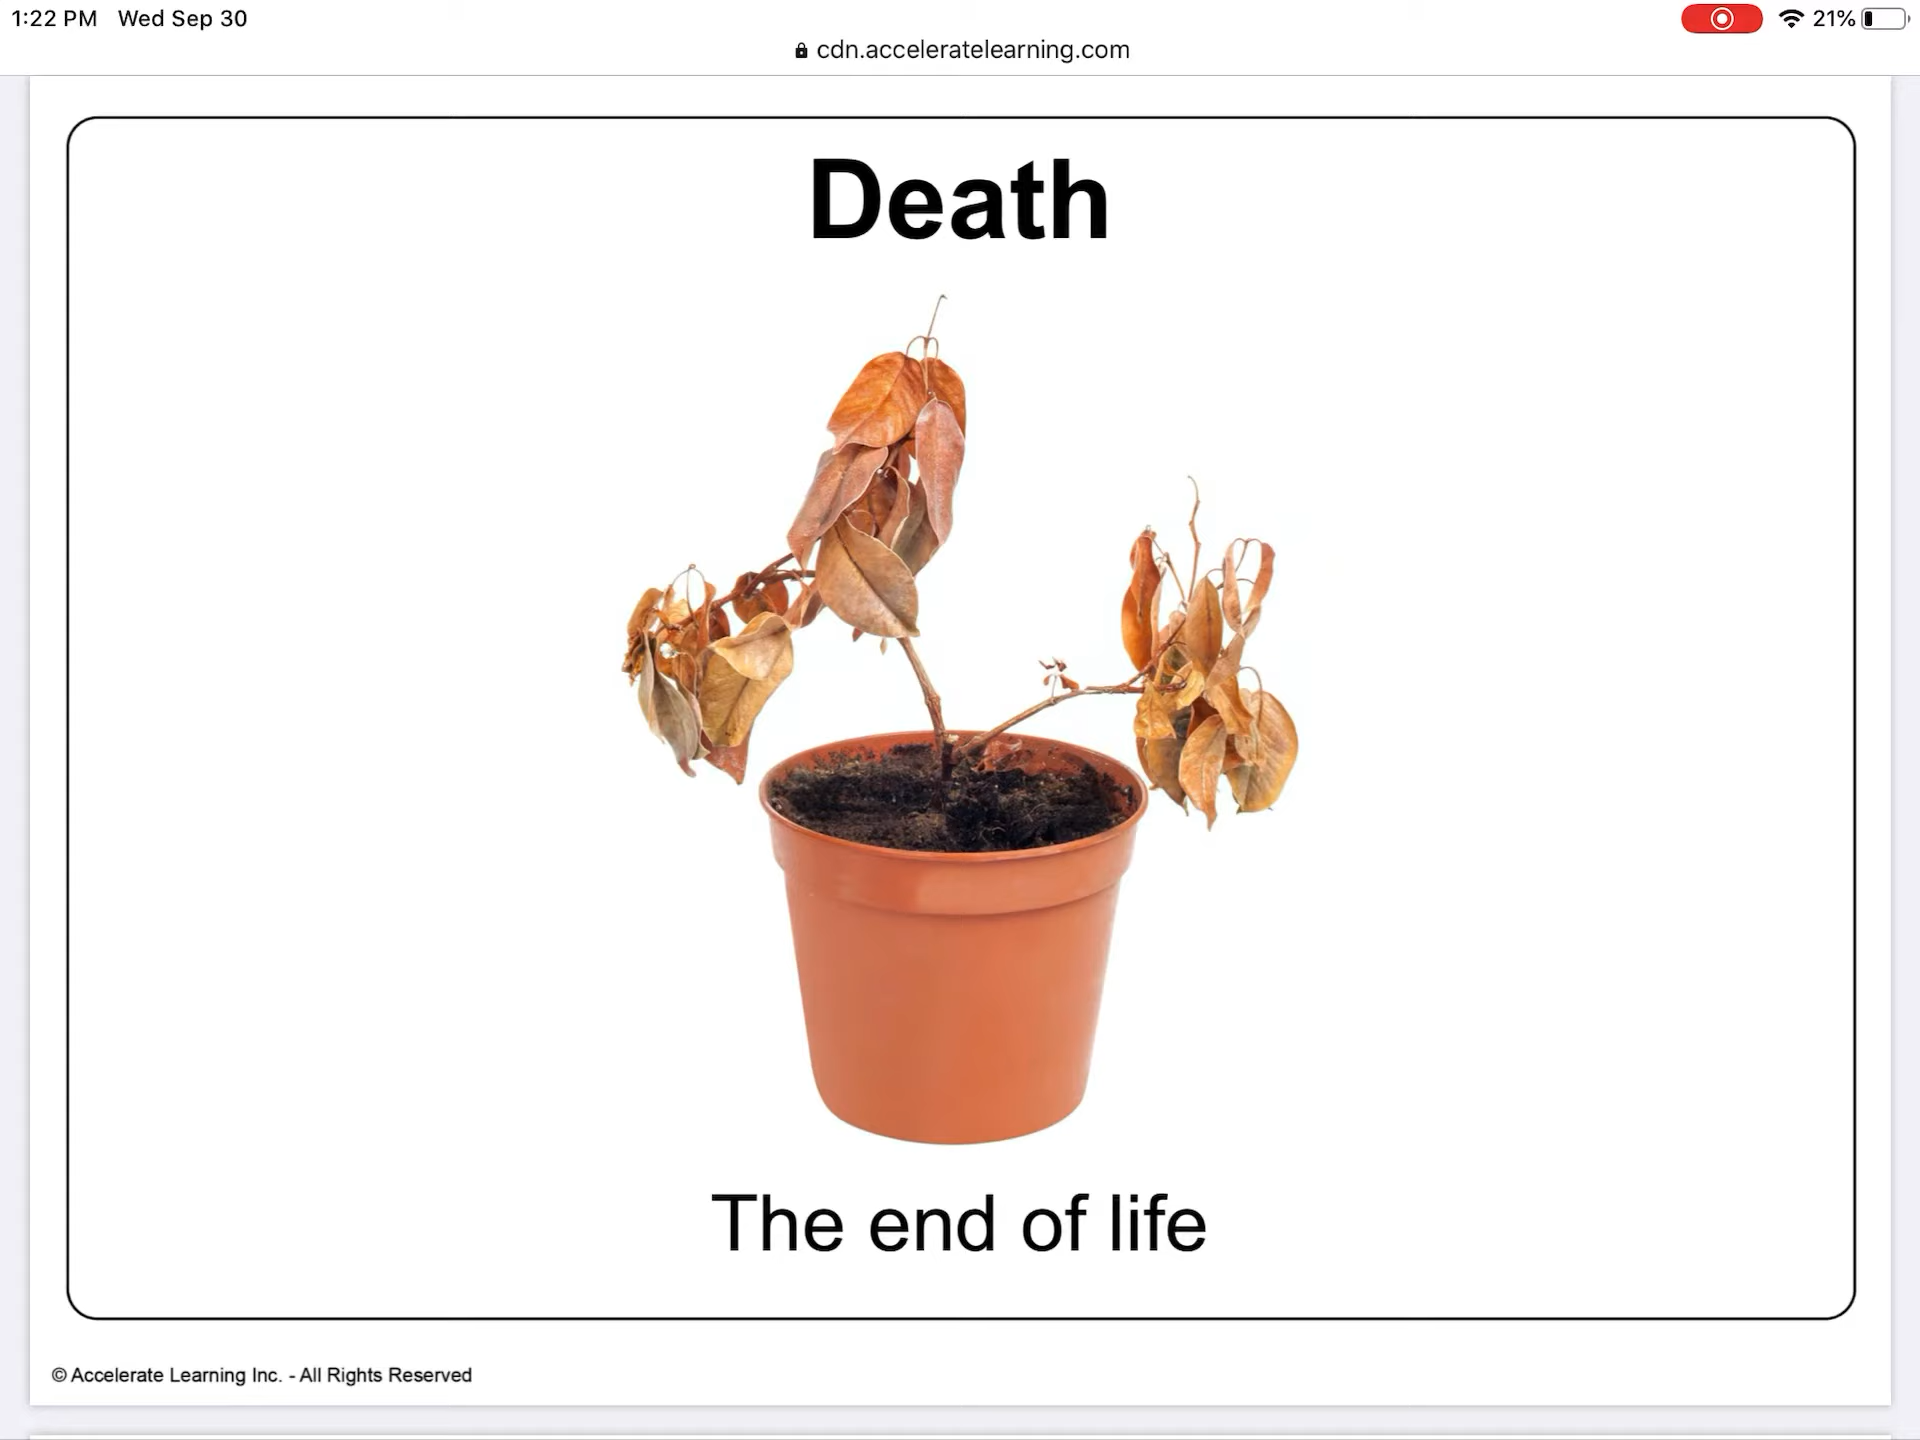 1:22 PM Wed Sep 30
21%
cdn.acceleratelearning.com
Death
The end of life
© Accelerate Learning Inc. - All Rights Reserved